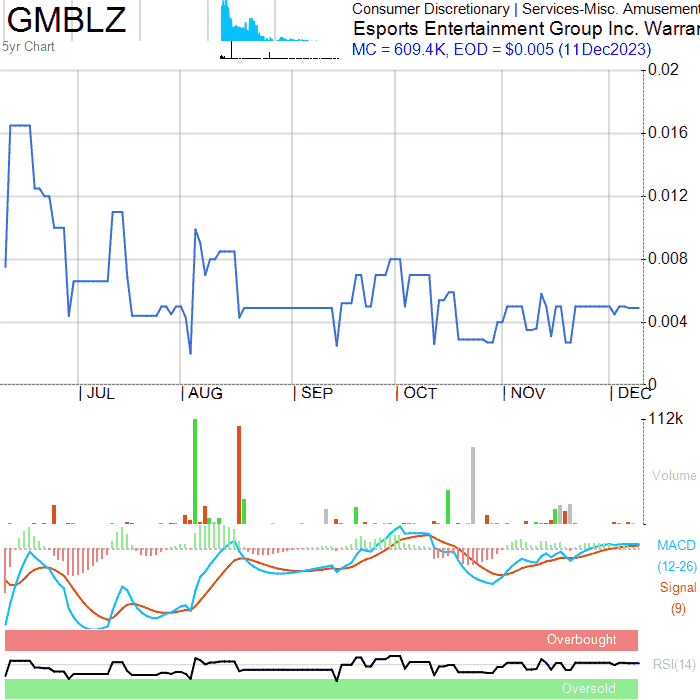 GMBLZ
5yr Chart
Consumer Discretionary | Services-Misc. Amusement
Esports Entertainment Group Inc. Warran
MC = 609.4K, EOD = $0.005 (11Dec2023)
0.02
0.016
0.012
0.008
0.004
0
JUL AUG SEP OCT NOV DEC
112k
Volume
MACD
(12-26)
Signal
(9)
Overbought
RSI(14)
Oversold